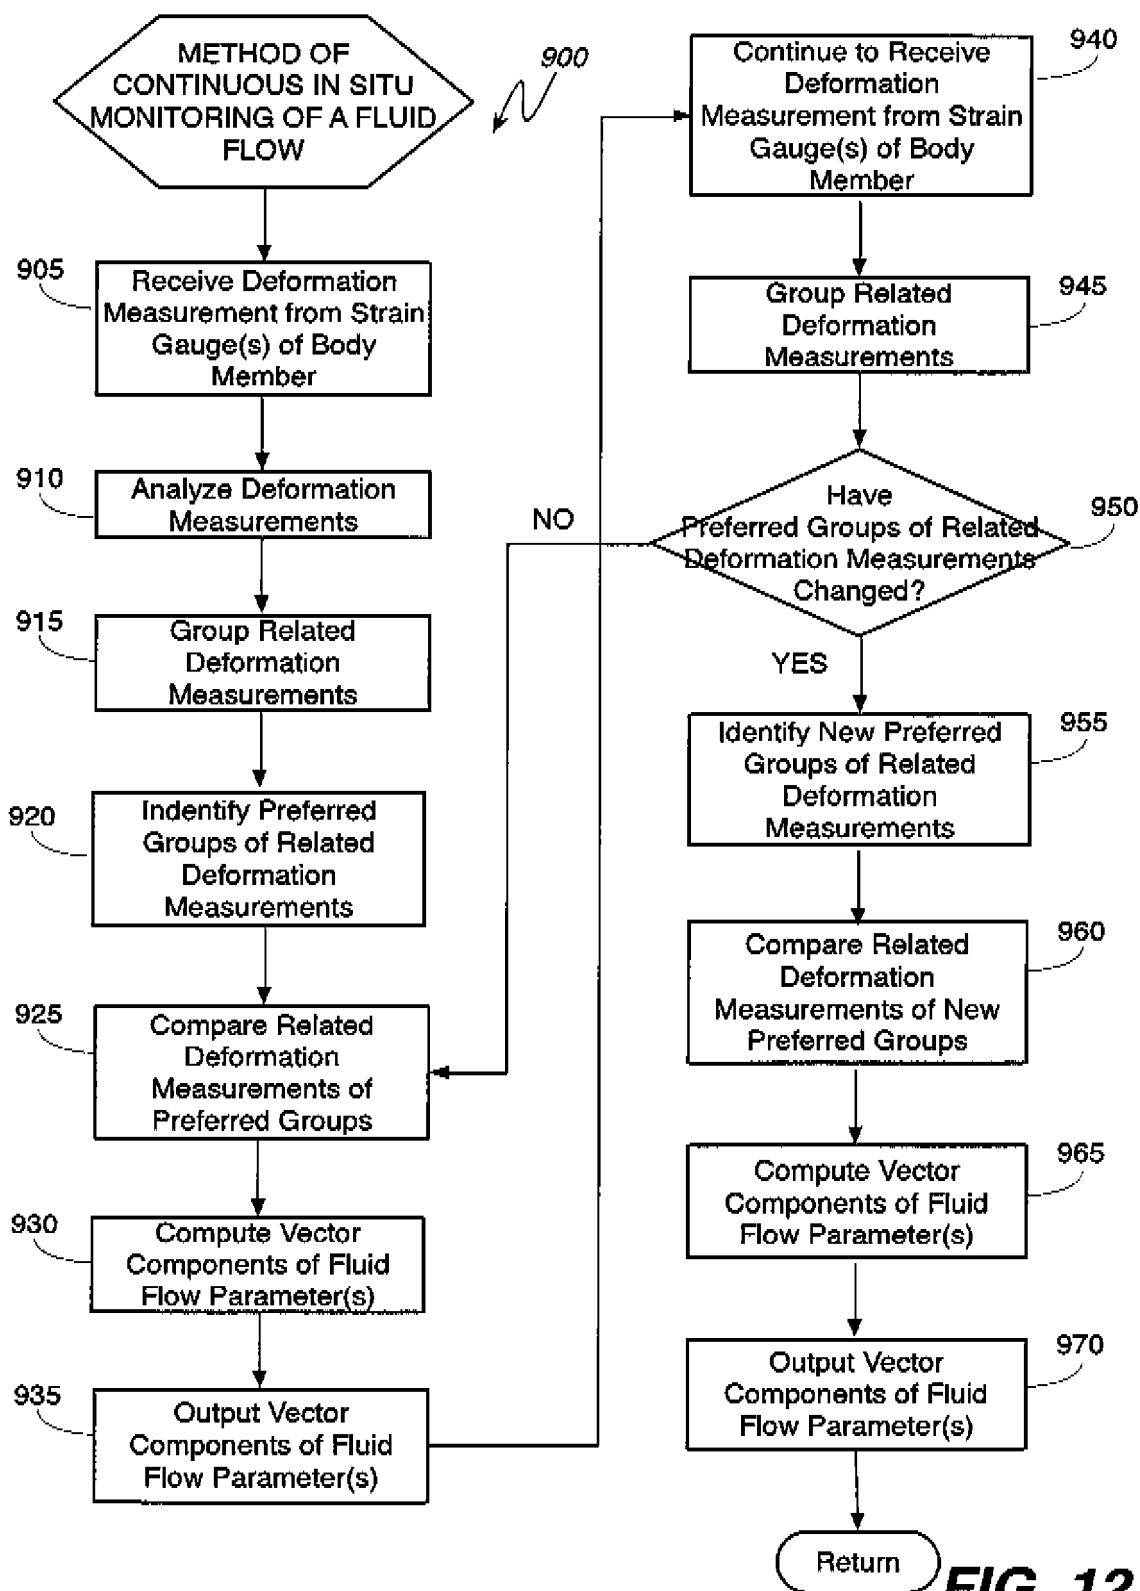 METHOD OF
CONTINUOUS IN SITU
MONITORING OF A FLUID
FLOW
900
905
Receive Deformation
Measurement from Strain
Gauge(s) of Body
Member
910
Analyze Deformation
Measurements
915
Group Related
Deformation
Measurements
920
Indentify Preferred
Groups of Related
Deformation
Measurements
925
Compare Related
Deformation
Measurements of
Preferred Groups
930
Compute Vector
Components of Fluid
Flow Parameter(s)
935
Output Vector
Components of Fluid
Flow Parameter(s)
940
Continue to Receive
Deformation
Measurement from Strain
Gauge(s) of Body
Member
945
Group Related
Deformation
Measurements
950
Have
Preferred Groups of Related
Deformation Measurements
Changed?
NO
YES
955
Identify New Preferred
Groups of Related
Deformation
Measurements
960
Compare Related
Deformation
Measurements of New
Preferred Groups
965
Compute Vector
Components of Fluid
Flow Parameter(s)
970
Output Vector
Components of Fluid
Flow Parameter(s)
Return
FIG. 12